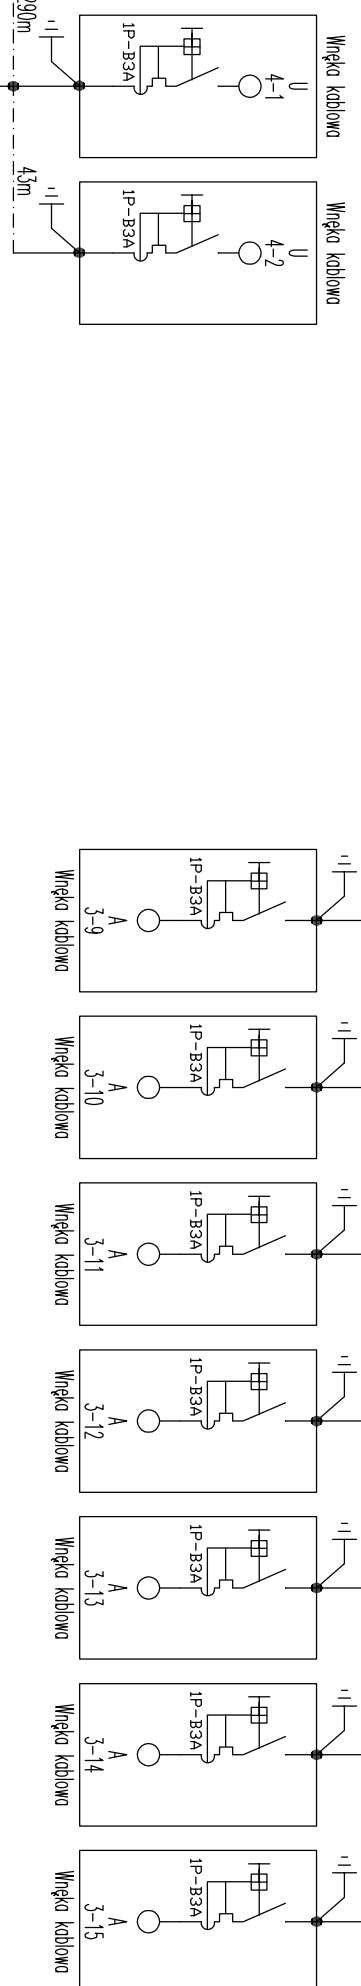 Wnęka kablowa
U
4-1
1P-B3A
290m
Wnęka kablowa
U
4-2
1P-B3A
43m
1P-B3A
A
3-9
Wnęka kablowa
1P-B3A
A
3-10
Wnęka kablowa
1P-B3A
A
3-11
Wnęka kablowa
1P-B3A
A
3-12
Wnęka kablowa
1P-B3A
A
3-13
Wnęka kablowa
1P-B3A
A
3-14
Wnęka kablowa
1P-B3A
A
3-15
Wnęka kablowa